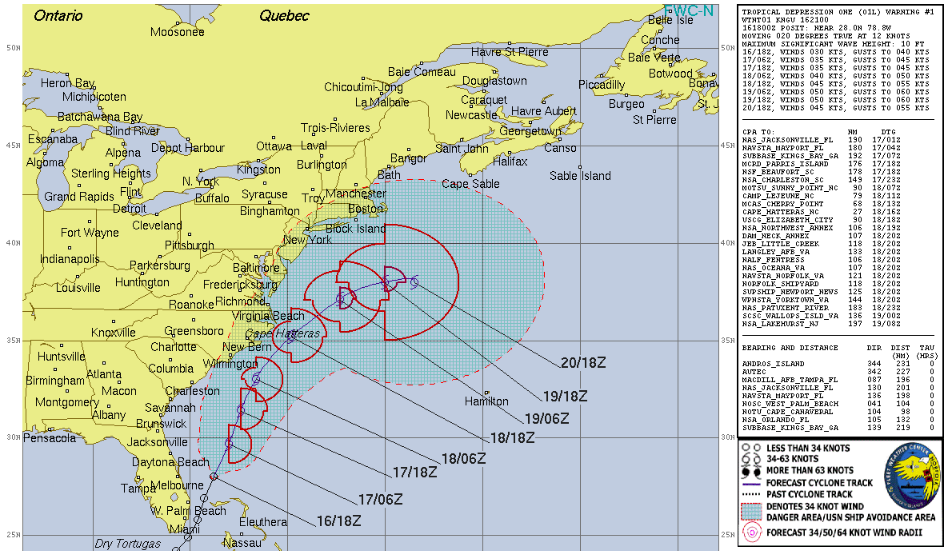 Ontario
Quebec
FWC-N
Belle Isle
Moosonee
50N
50N
Conche
Havre St Pierre
Baie Verte
Baie Comeau
Botwood
Heron Bay
Douglastown
Piccadilly
Bonav
Chicoutimi-Jong
Michipicoten
La Malbaie
Caraquet
Burgeo
St. J
Batchawana Bay
Newcastle
Havre Aubert
St Pierre
Blind River
Trois-Rivieres
Georgetown
Escanaba
Alpena
Depot Harbour
Ottawa
Laval
Saint John
Canso
45N
Algoma
Kingston
Burlington
Bangor
Halifax
Sterling Heights
N. York
Bath
Cape Sable
Sable Island
Grand Rapids
Flint
Buffalo
Syracuse
Troy
Manchester
Detroit
Binghamton
Boston
Cleveland
Block Island
Fort Wayne
New York
40N
40N
Pittsburgh
Indianapolis
Parkersburg
Baltimore
Huntington
Fredericksburg
Louisville
Roanoke
Richmond
Virginia Beach
Knoxville
Greensboro
Cape Hatteras
35N
Charlotte
New Bern
Huntsville
Wilmington
20/18Z
Atlanta
Columbia
Birmingham
Macon
Charleston
19/18Z
Montgomery
Savannah
Hamilton
Albany
19/06Z
Brunswick
30N
Pensacola
Jacksonville
18/18Z
30N
Daytona Beach
18/06Z
17/18Z
Tampa
Melbourne
17/06Z
W. Palm Beach
Eleuthera
16/18Z
Miami
25N
Dry Tortugas
Nassau
25N
TROPICAL DEPRESSION ONE (01L) WARNING #1
WTNT01 KNGU 162100
161800Z POSIT: NEAR 28.0N 78.8W
MOVING 020 DEGREES TRUE AT 12 KNOTS
MAXIMUM SIGNIFICANT WAVE HEIGHT: 10 FT
16/18Z, WINDS 030 KTS, GUSTS TO 040 KTS
17/06Z, WINDS 035 KTS, GUSTS TO 045 KTS
17/18Z, WINDS 035 KTS, GUSTS TO 045 KTS
18/06Z, WINDS 040 KTS, GUSTS TO 050 KTS
18/18Z, WINDS 045 KTS, GUSTS TO 055 KTS
19/06Z, WINDS 050 KTS, GUSTS TO 060 KTS
19/18Z, WINDS 050 KTS, GUSTS TO 060 KTS
20/18Z, WINDS 045 KTS, GUSTS TO 055 KTS
CPA TO: NM DTG
NAS_JACKSONVILLE_FL 190 17/01Z
NAVSTA_MAYPORT_FL 180 17/04Z
SUBBASE_KINGS_BAY_GA 192 17/07Z
MCRD_PARRIS_ISLAND 176 17/18Z
NSF_BEAUFORT_SC 178 17/18Z
NSA_CHARLESTON_SC 149 17/23Z
MOTSU_SUNNY_POINT_NC 90 18/07Z
CAMP_LEJEUNE_NC 79 18/11Z
MCAS_CHERRY_POINT 68 18/13Z
CAPE_HATTERAS_NC 27 18/16Z
USCG_ELIZABETH_CITY 90 18/18Z
NSA_NORTHWEST_ANNEX 106 18/19Z
DAM_NECK_ANNEX 107 18/20Z
JEB_LITTLE_CREEK 118 18/20Z
LANGLEY_AFB_VA 133 18/20Z
NALF_FENTRESS 106 18/20Z
NAS_OCEANA_VA 107 18/20Z
NAVSTA_NORFOLK_VA 121 18/20Z
NORFOLK_SHIPYARD 118 18/20Z
SUPSHIP_NEWPORT_NEWS 125 18/20Z
WPNSTA_YORKTOWN_VA 144 18/20Z
NAS_PATUXENT_RIVER 183 18/23Z
SCSC_WALLOPS_ISLD_VA 136 19/00Z
NSA_LAKEHURST_NJ 197 19/08Z
BEARING AND DISTANCE DIR DIST TAU
(NM) (HRS)
ANDROS_ISLAND 344 231 0
AUTEC 342 227 0
MACDILL_AFB_TAMPA_FL 087 196 0
NAS_JACKSONVILLE_FL 130 201 0
NAVSTA_MAYPORT_FL 136 198 0
NOSC_WEST_PALM_BEACH 041 104 0
NOTU_CAPE_CANAVERAL 104 98 0
NSA_ORLANDO_FL 105 132 0
SUBBASE_KINGS_BAY_GA 139 219 0
LESS THAN 34 KNOTS
34-63 KNOTS
MORE THAN 63 KNOTS
FORECAST CYCLONE TRACK
PAST CYCLONE TRACK
DENOTES 34 KNOT WIND
DANGER AREA/USN SHIP AVOIDANCE AREA
FORECAST 34/50/64 KNOT WIND RADII